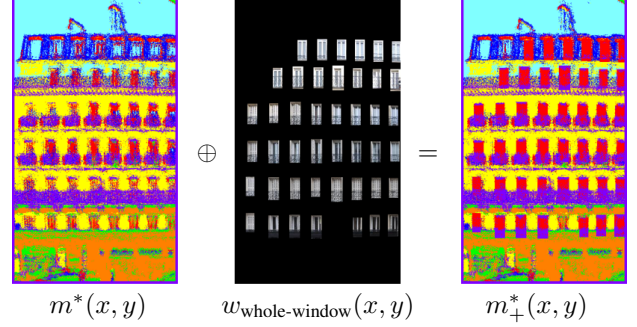 ⊕ =
m*(x, y) w_whole-window(x, y) m*₊(x, y)